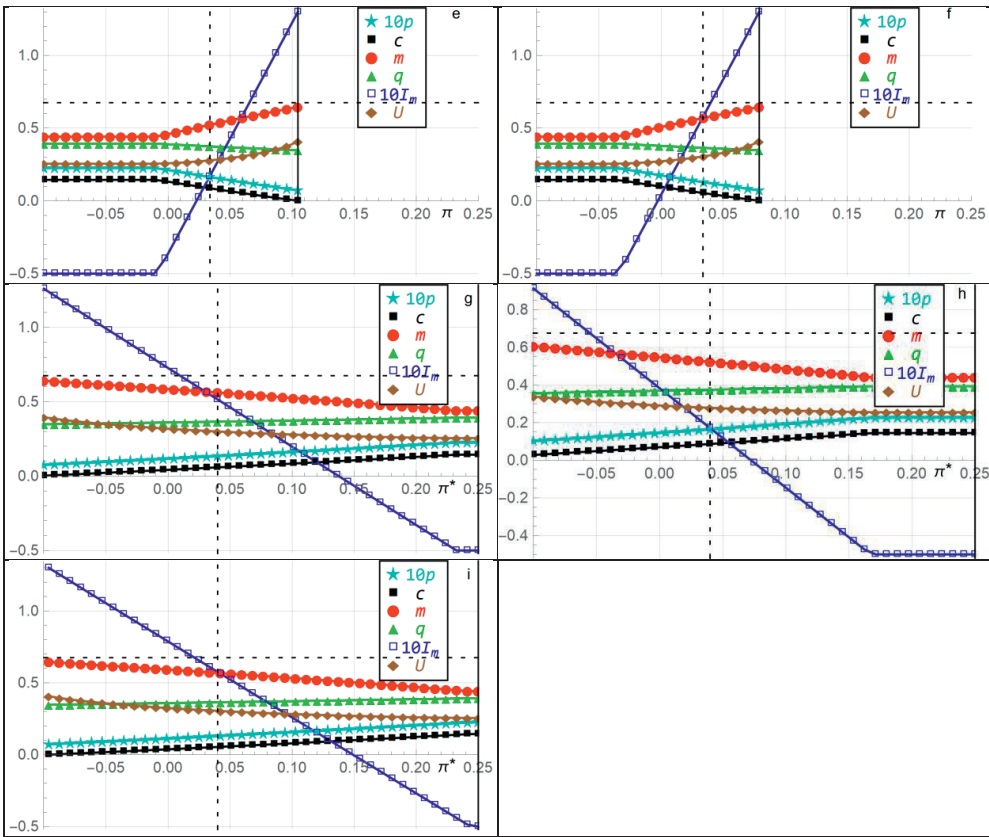 e
10p
c
m
q
10I_m
U
1.0
0.5
0.0
−0.5
−0.05
0.00
0.05
0.10
0.15
0.20
0.25
π
f
10p
c
m
q
10I_m
U
1.0
0.5
0.0
−0.5
−0.05
0.00
0.05
0.10
0.15
0.20
0.25
π
g
10p
c
m
q
10I_m
U
1.0
0.5
0.0
−0.5
−0.05
0.00
0.05
0.10
0.15
0.20
0.25
π*
h
10p
c
m
q
10I_m
U
0.8
0.6
0.4
0.2
0.0
−0.2
−0.4
−0.05
0.00
0.05
0.10
0.15
0.20
0.25
π*
i
10p
c
m
q
10I_m
U
1.0
0.5
0.0
−0.5
−0.05
0.00
0.05
0.10
0.15
0.20
0.25
π*